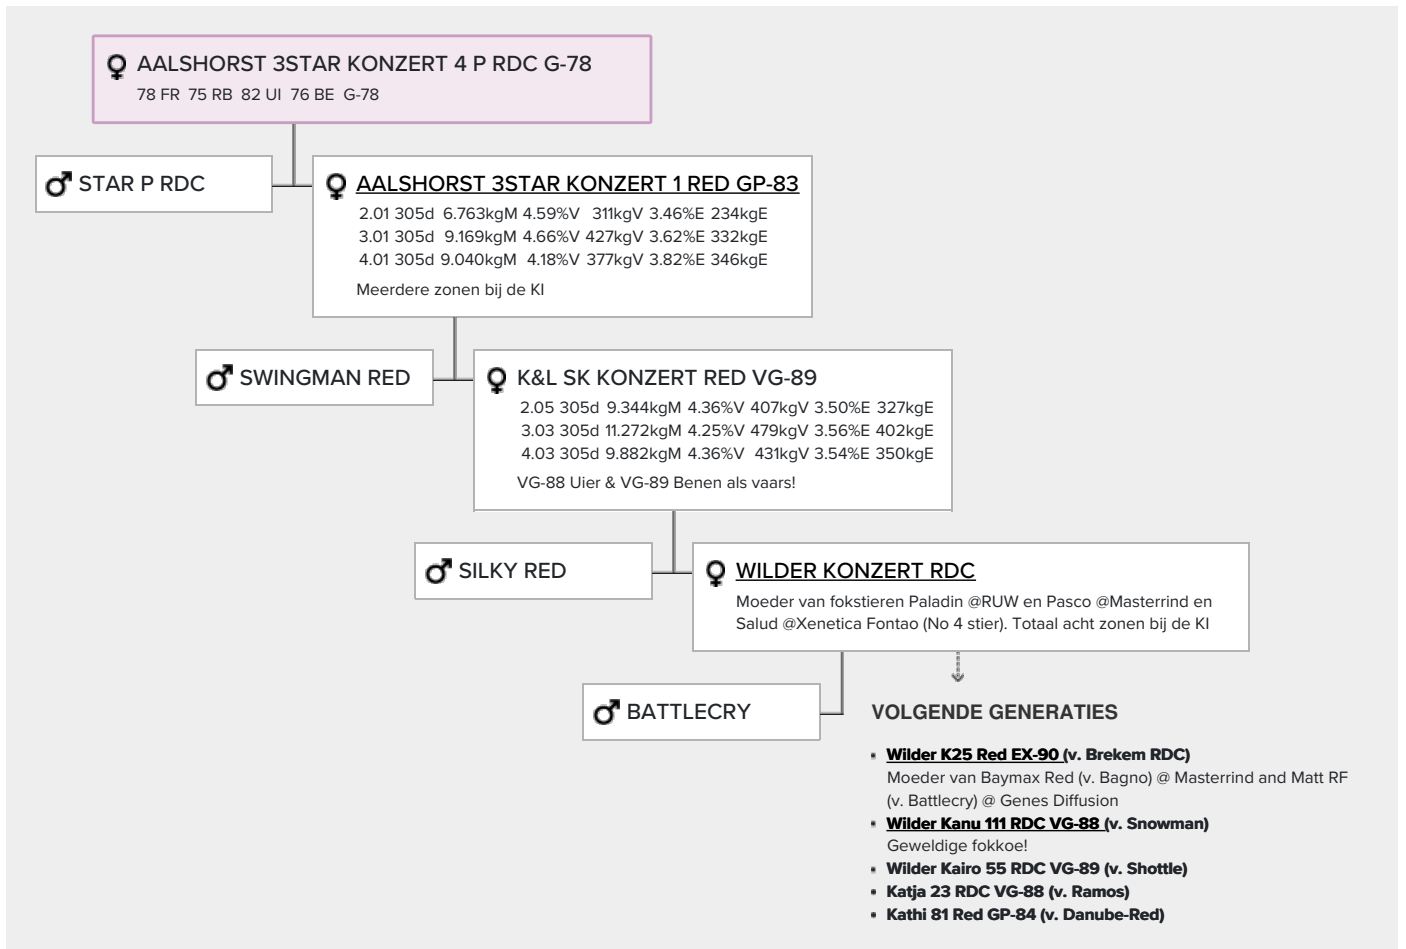 AALSHORST 3STAR KONZERT 4 P RDC G-78
78 FR 75 RB 82 UI 76 BE G-78
STAR P RDC
AALSHORST 3STAR KONZERT 1 RED GP-83
2.01 305d 6.763kgM 4.59%V 311kgV 3.46%E 234kgE
3.01 305d 9.169kgM 4.66%V 427kgV 3.62%E 332kgE
4.01 305d 9.040kgM 4.18%V 377kgV 3.82%E 346kgE
Meerdere zonen bij de KI
SWINGMAN RED
K&L SK KONZERT RED VG-89
2.05 305d 9.344kgM 4.36%V 407kgV 3.50%E 327kgE
3.03 305d 11.272kgM 4.25%V 479kgV 3.56%E 402kgE
4.03 305d 9.882kgM 4.36%V 431kgV 3.54%E 350kgE
VG-88 Uier & VG-89 Benen als vaars!
SILKY RED
WILDER KONZERT RDC
Moeder van fokstieren Paladin @RUW en Pasco @Masterrind en
Salud @Xenetica Fontao (No 4 stier). Totaal acht zonen bij de KI
BATTLECRY
VOLGENDE GENERATIES
Wilder K25 Red EX-90 (v. Brekem RDC)
Moeder van Baymax Red (v. Bagno) @ Masterrind and Matt RF
(v. Battlecry) @ Genes Diffusion
Wilder Kanu 111 RDC VG-88 (v. Snowman)
Geweldige fokkoe!
Wilder Kairo 55 RDC VG-89 (v. Shottle)
Katja 23 RDC VG-88 (v. Ramos)
Kathi 81 Red GP-84 (v. Danube-Red)